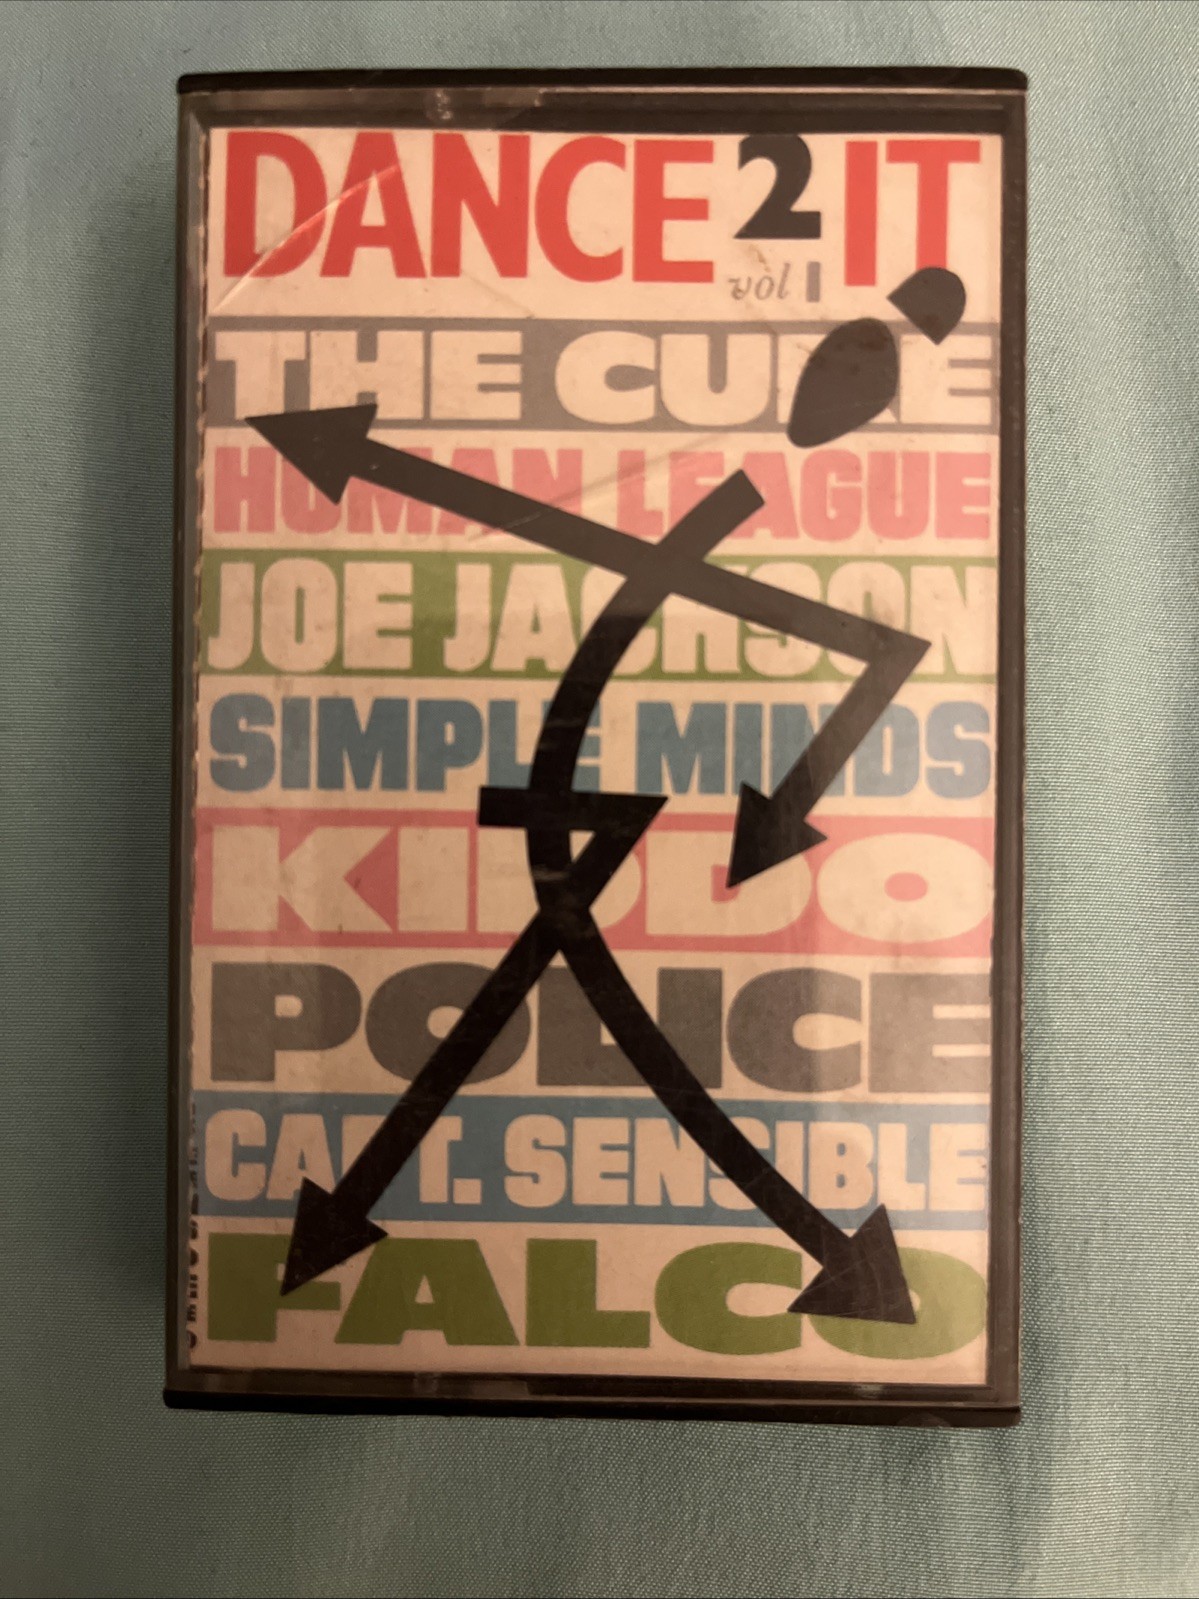 DANCE 2 IT
vol 1
THE CURE
HUMAN LEAGUE
JOE JACKSON
SIMPLE MINDS
KIDDO
POLICE
CAPT. SENSIBLE
FALCO